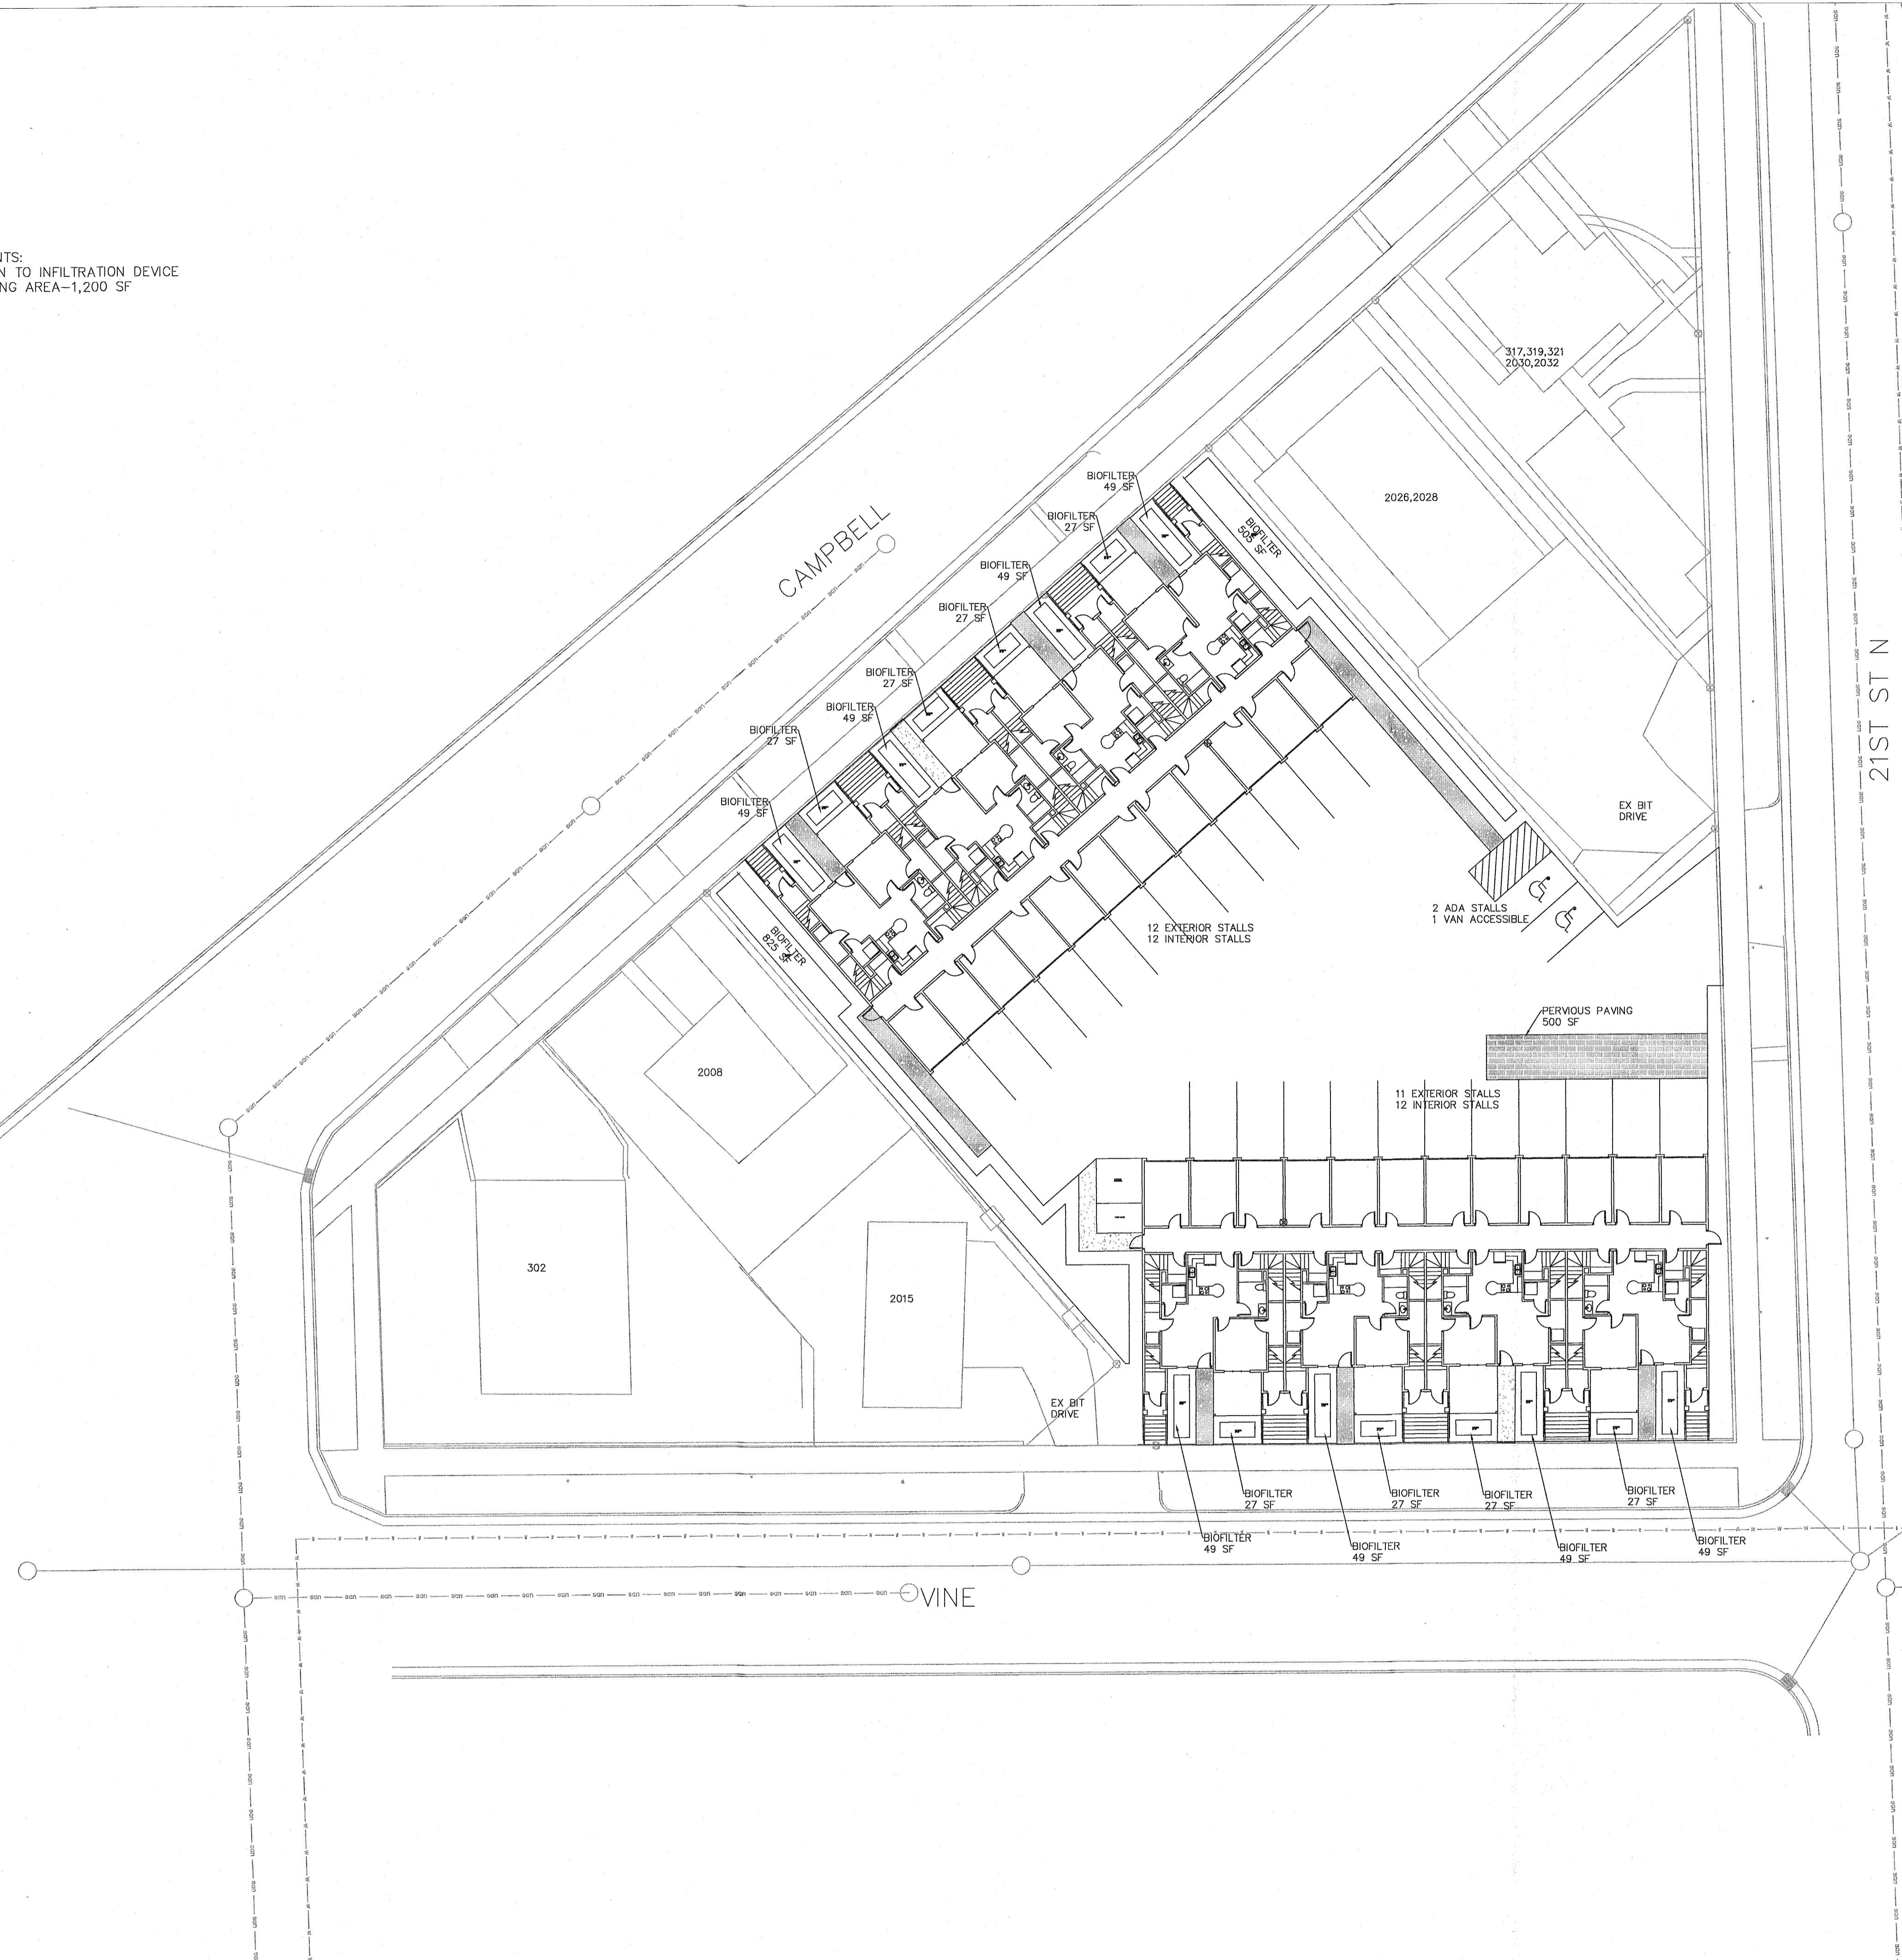 NTS:
N TO INFILTRATION DEVICE
NG AREA-1,200 SF
317,319,321
2030,2032
2026,2028
CAMPBELL
BIOFILTER
49 SF
BIOFILTER
27 SF
BIOFILTER
505 SF
BIOFILTER
49 SF
BIOFILTER
27 SF
BIOFILTER
27 SF
BIOFILTER
49 SF
BIOFILTER
27 SF
BIOFILTER
49 SF
21ST ST N
EX BIT
DRIVE
2 ADA STALLS
1 VAN ACCESSIBLE
12 EXTERIOR STALLS
12 INTERIOR STALLS
BIOFILTER
825 SF
PERVIOUS PAVING
500 SF
2008
11 EXTERIOR STALLS
12 INTERIOR STALLS
302
2015
EX BIT
DRIVE
BIOFILTER
27 SF
BIOFILTER
27 SF
BIOFILTER
27 SF
BIOFILTER
27 SF
BIOFILTER
49 SF
BIOFILTER
49 SF
BIOFILTER
49 SF
BIOFILTER
49 SF
VINE